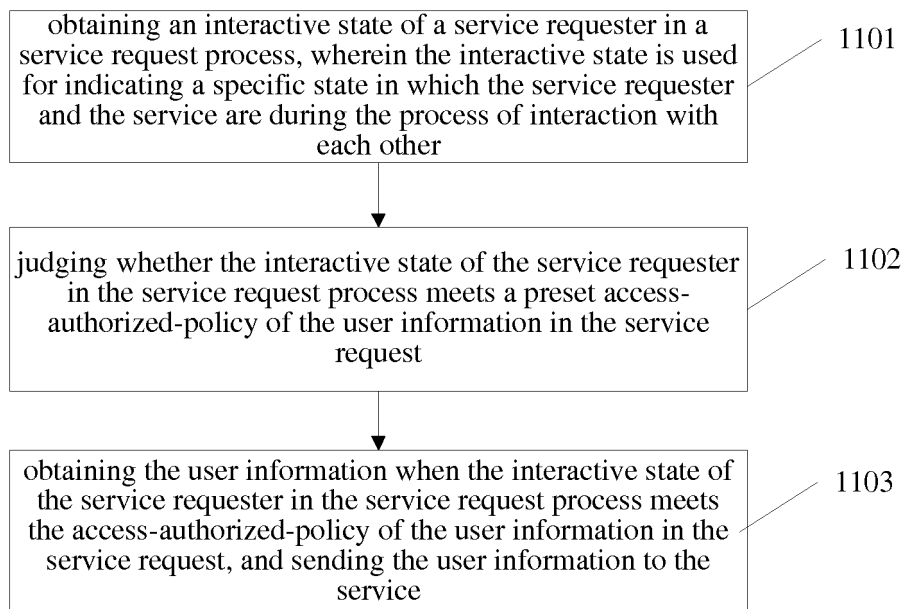 obtaining an interactive state of a service requester in a
service request process, wherein the interactive state is used
for indicating a specific state in which the service requester
and the service are during the process of interaction with
each other
1101
judging whether the interactive state of the service requester
in the service request process meets a preset access-
authorized-policy of the user information in the service
request
1102
obtaining the user information when the interactive state of
the service requester in the service request process meets
the access-authorized-policy of the user information in the
service request, and sending the user information to the
service
1103